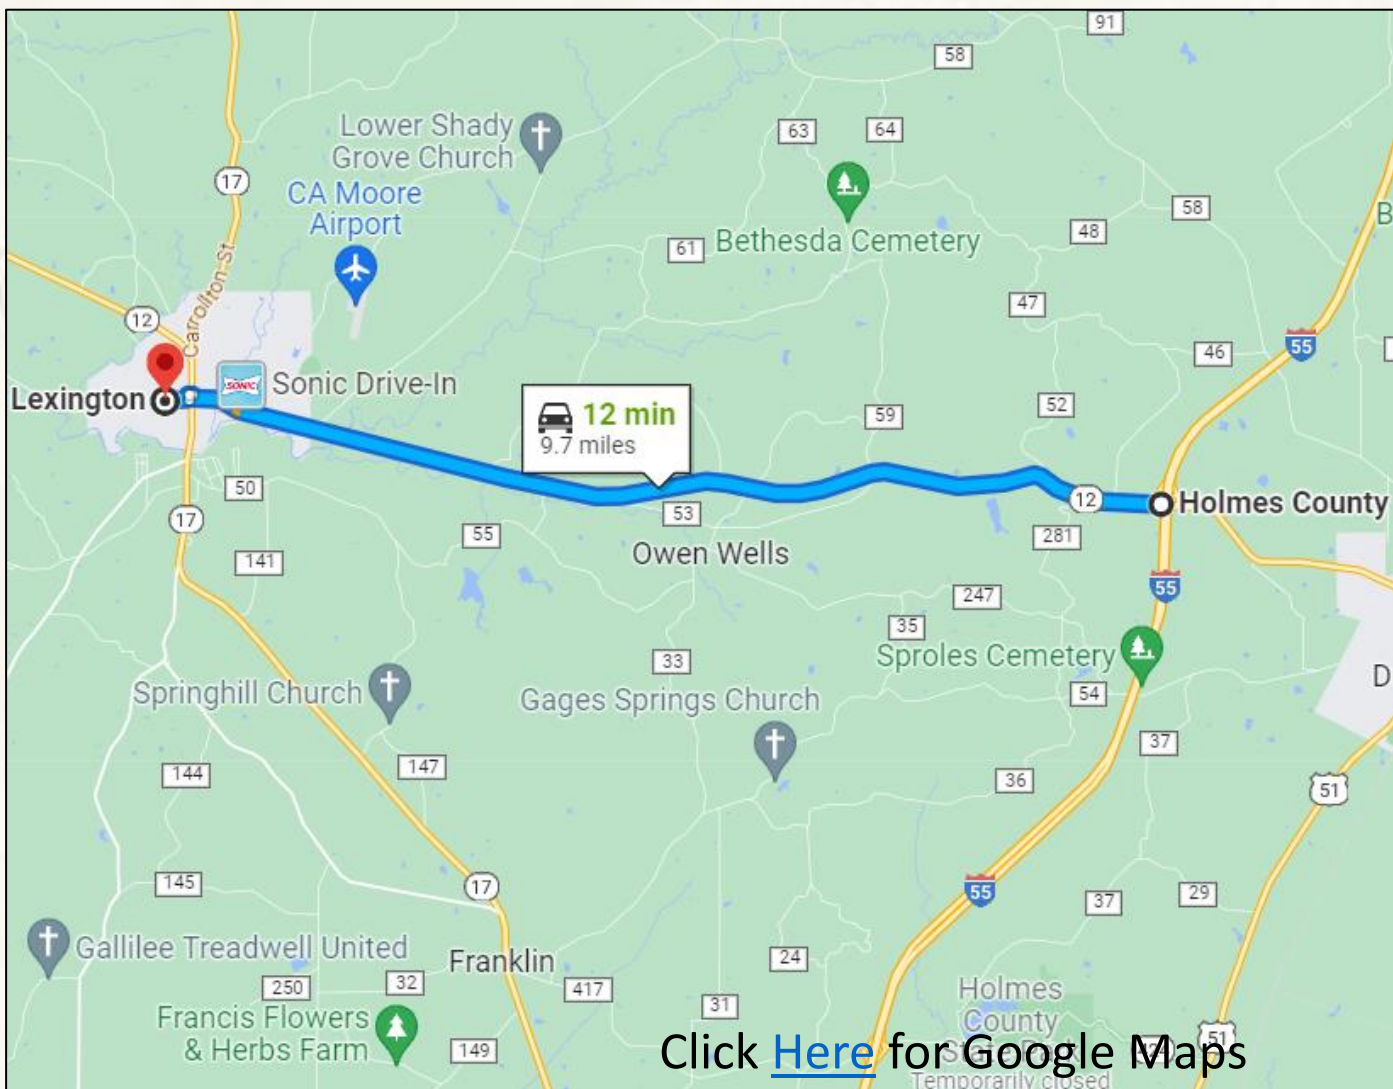 91
58
Lower Shady
Grove Church
63
64
17
CA Moore
Airport
58
B
Bethesda Cemetery
48
61
Carrollton St
47
12
55
46
SONIC
Sonic Drive-In
Lexington
12 min
9.7 miles
59
52
50
12
Holmes County
17
53
55
281
Owen Wells
141
55
247
35
Sproles Cemetery
33
D
Springhill Church
Gages Springs Church
54
37
147
144
36
51
145
17
55
37
29
Gallilee Treadwell United
Franklin
24
250
32
417
Holmes
County
31
Francis Flowers
& Herbs Farm
51
149
State Park
Click Here for Google Maps
Temporarily closed